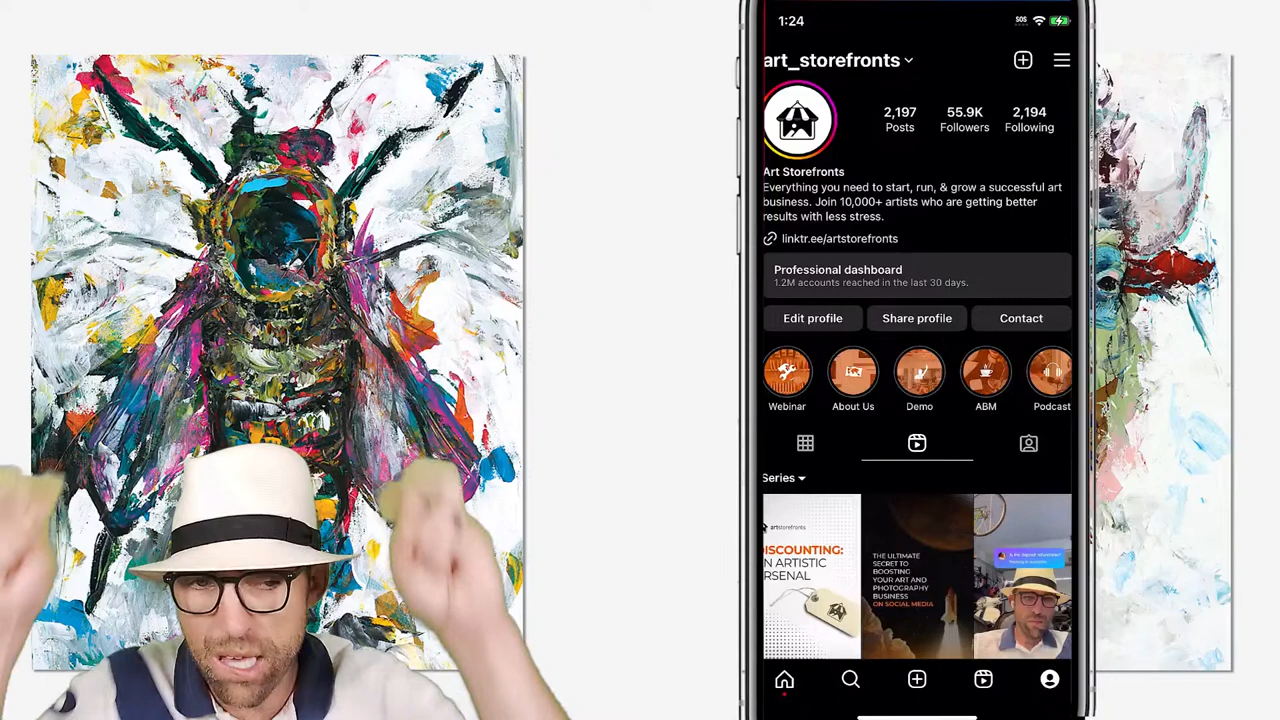 1:24
SOS
art_storefronts
2,197
Posts
55.9K
Followers
2,194
Following
Art Storefronts
Everything you need to start, run, & grow a successful art
business. Join 10,000+ artists who are getting better
results with less stress.
linktr.ee/artstorefronts
Professional dashboard
1.2M accounts reached in the last 30 days.
Edit profile
Share profile
Contact
Webinar
About Us
Demo
ABM
Podcast
Series
artstorefronts
DISCOUNTING:
N ARTISTIC
RSENAL
THE ULTIMATE
SECRET TO
BOOSTING
YOUR ART AND
PHOTOGRAPHY
BUSINESS
ON SOCIAL MEDIA